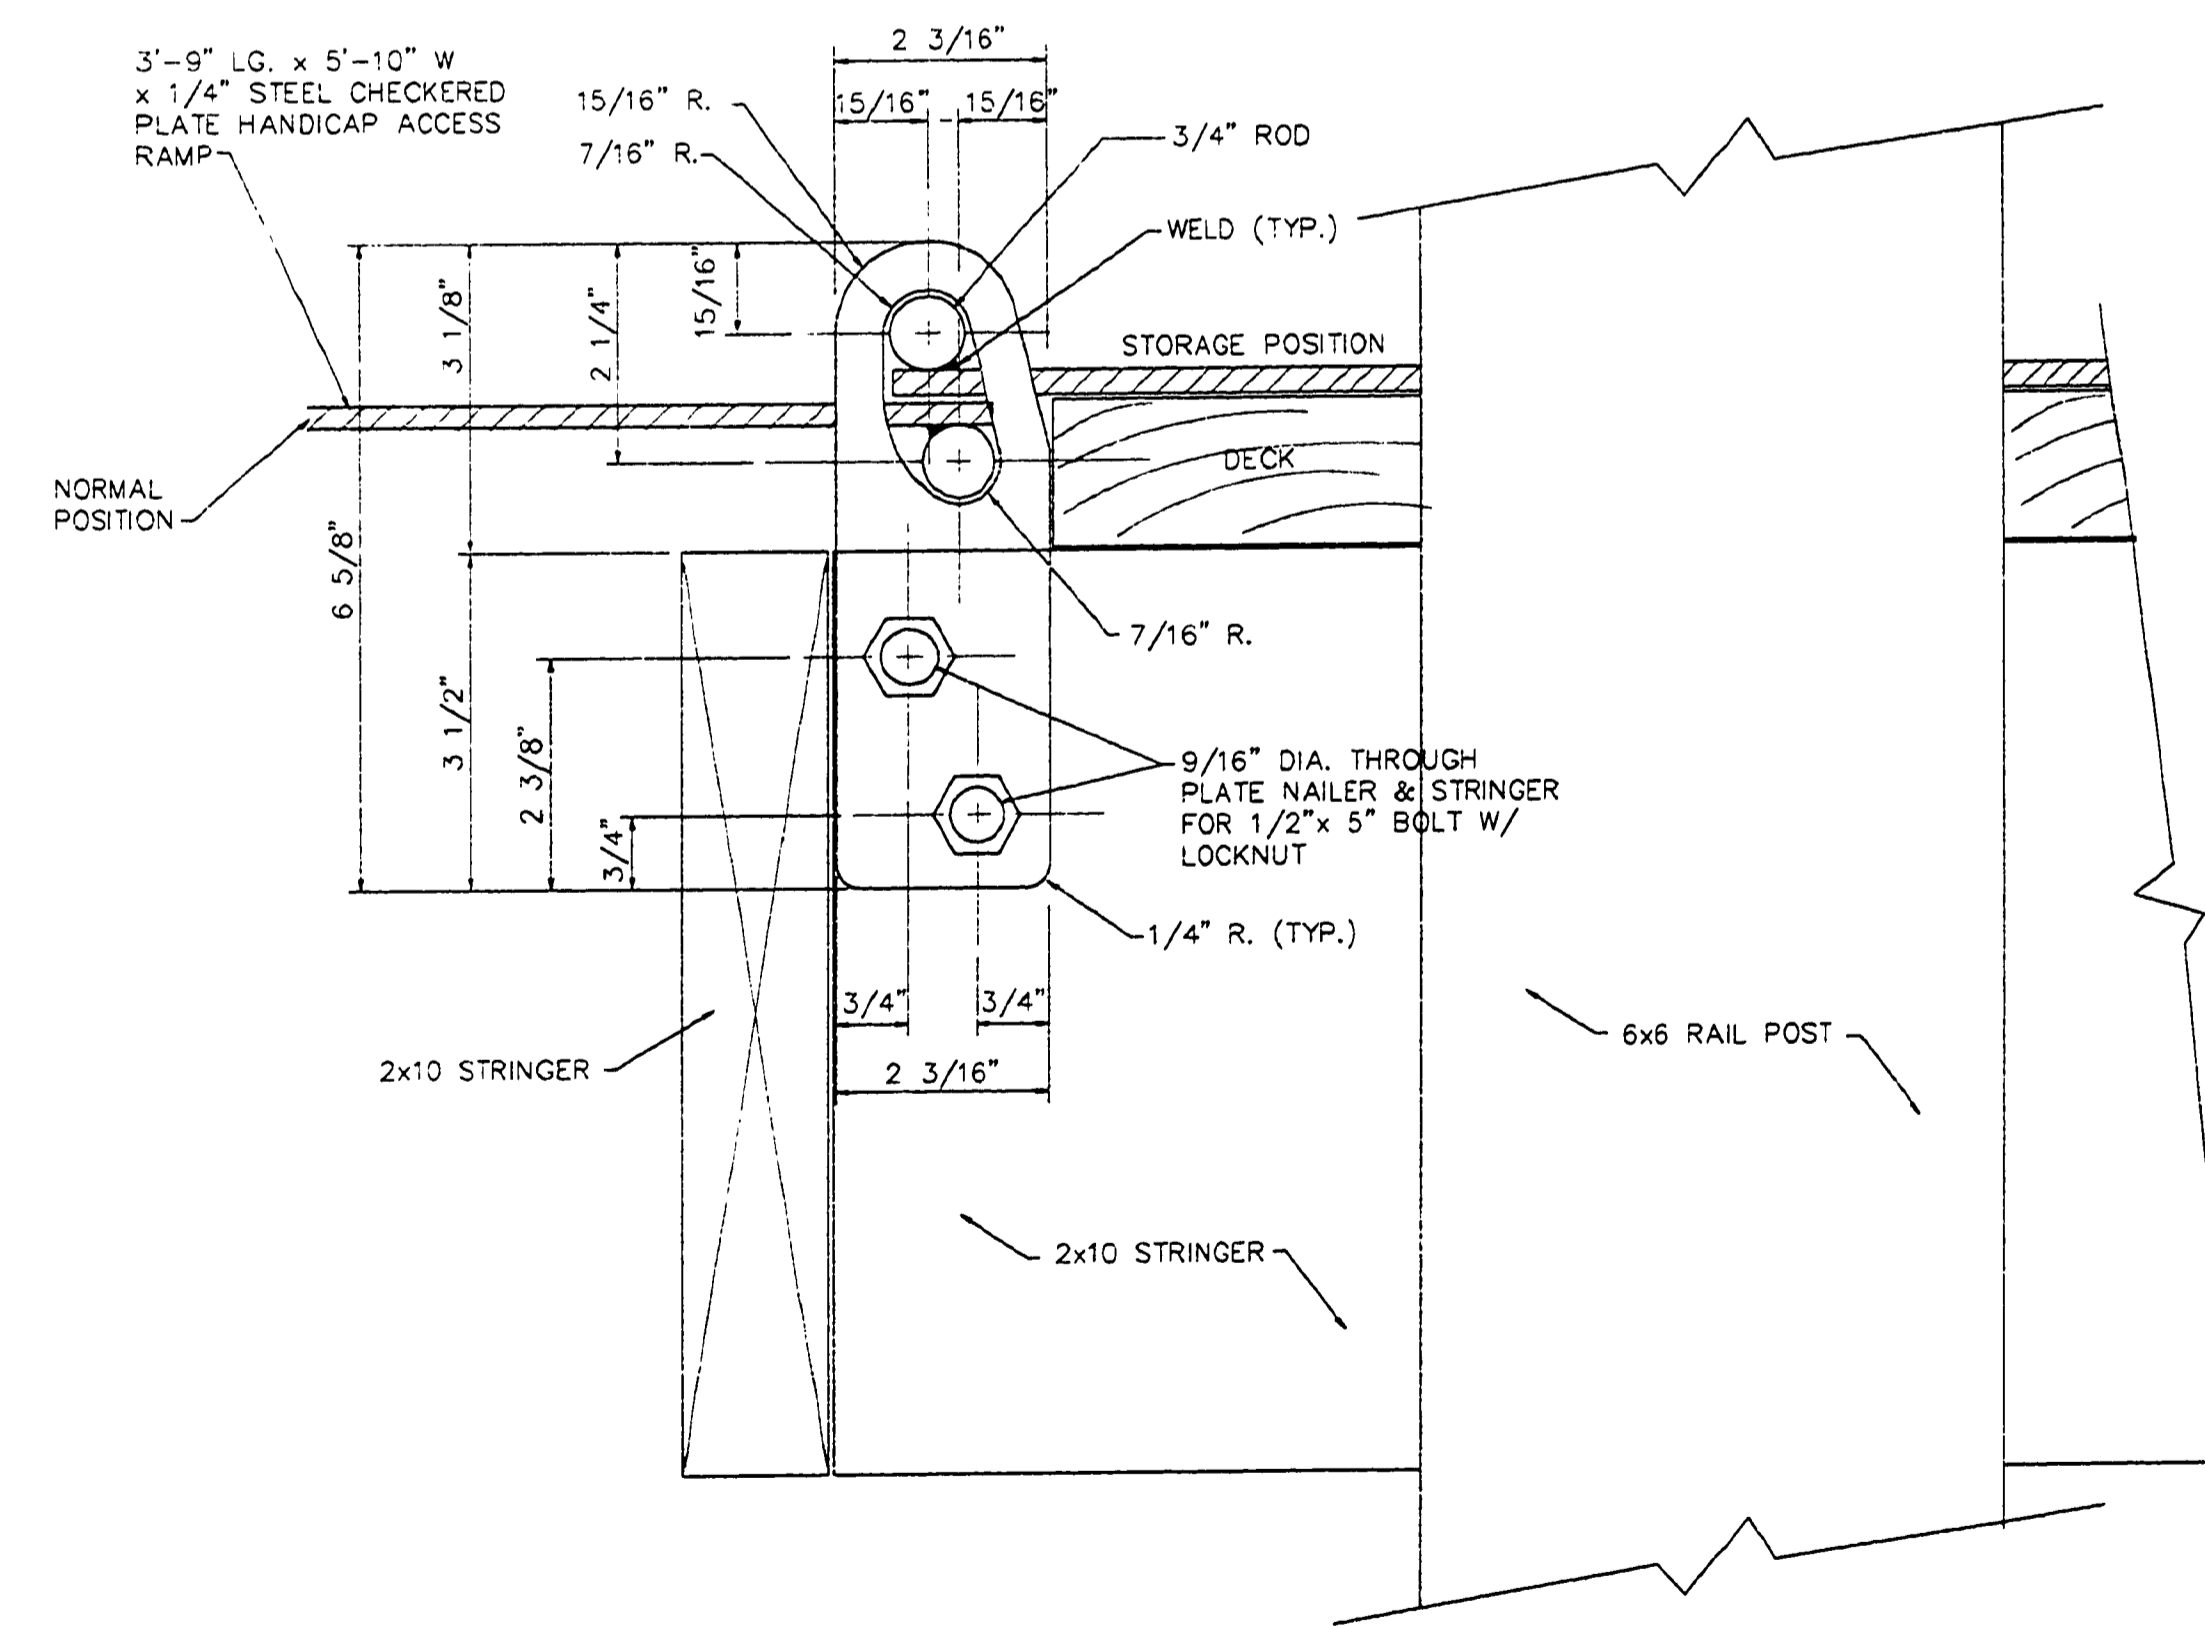 3'-9" LG. x 5'-10" W
x 1/4" STEEL CHECKERED
PLATE HANDICAP ACCESS
RAMP
2 3/16"
15/16" R.
15/16"
15/16"
7/16" R.
3/4" ROD
WELD (TYP.)
15/16"
3 1/8"
2 1/4"
STORAGE POSITION
DECK
NORMAL
POSITION
6 5/8"
7/16" R.
3 1/2"
2 3/8"
3/4"
9/16" DIA. THROUGH
PLATE NAILER & STRINGER
FOR 1/2"x 5" BOLT W/
LOCKNUT
1/4" R. (TYP.)
3/4"
3/4"
2x10 STRINGER
2 3/16"
6x6 RAIL POST
2x10 STRINGER